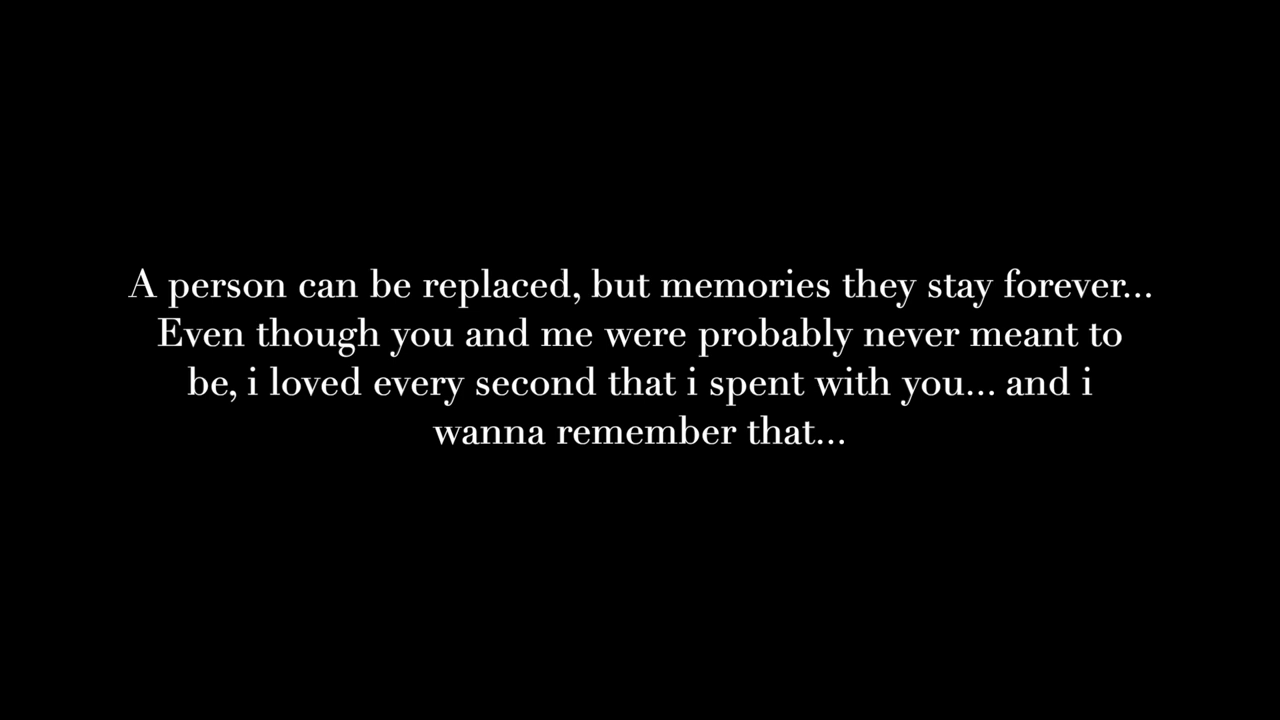 A person can be replaced, but memories they stay forever...
Even though you and me were probably never meant to
be, i loved every second that i spent with you... and i
wanna remember that...